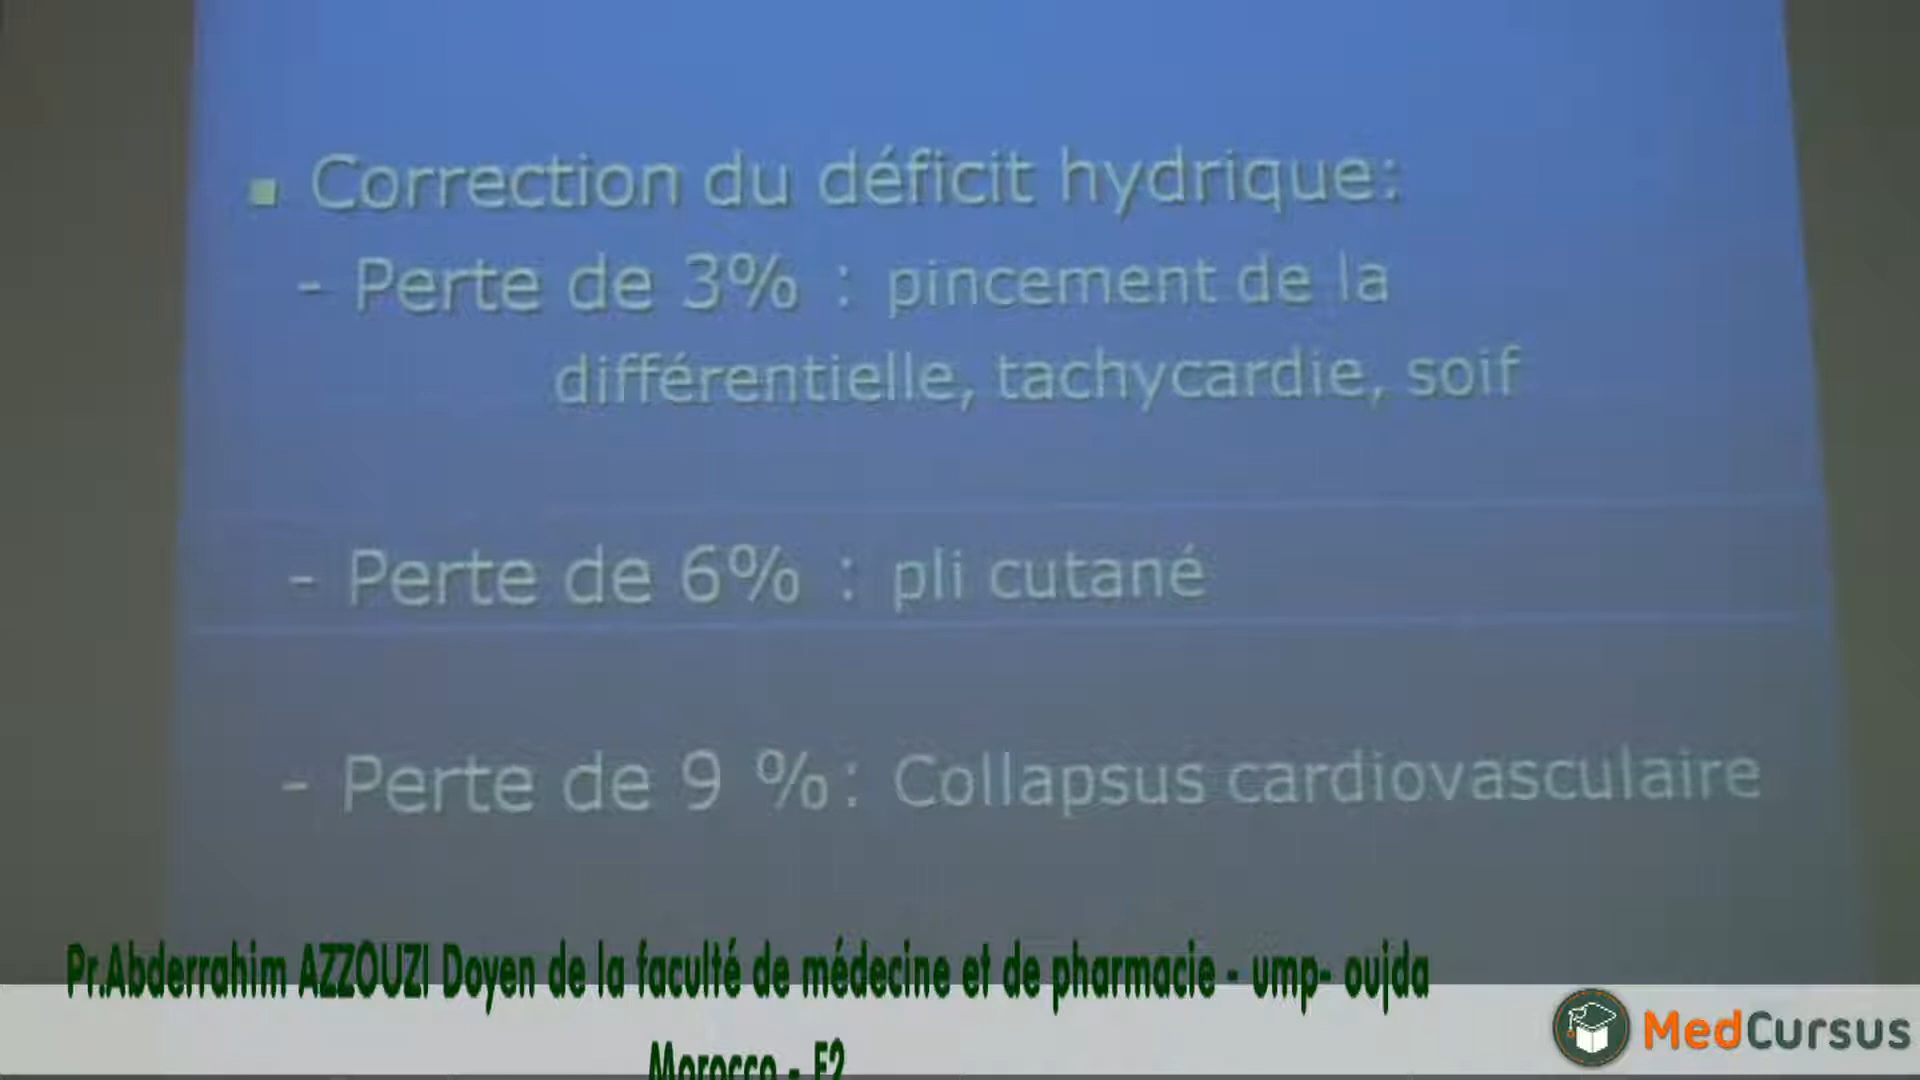 Correction du déficit hydrique:
- Perte de 3% : pincement de la
différentielle, tachycardie, soif
- Perte de 6% : pli cutané
- Perte de 9 %: Collapsus cardiovasculaire
Pr.Abderrahim AZZOUZI Doyen de la faculté de médecine et de pharmacie - ump- oujda
Morocco - F2
MedCursus